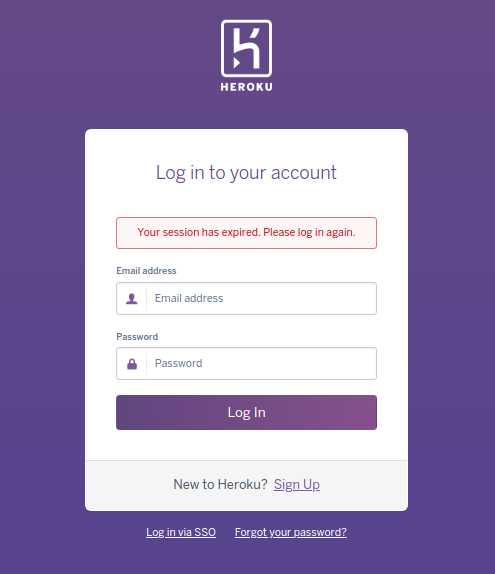 HEROKU
Log in to your account
Your session has expired. Please log in again.
Email address
Email address
Password
Password
Log In
New to Heroku? Sign Up
Log in via SSO Forgot your password?